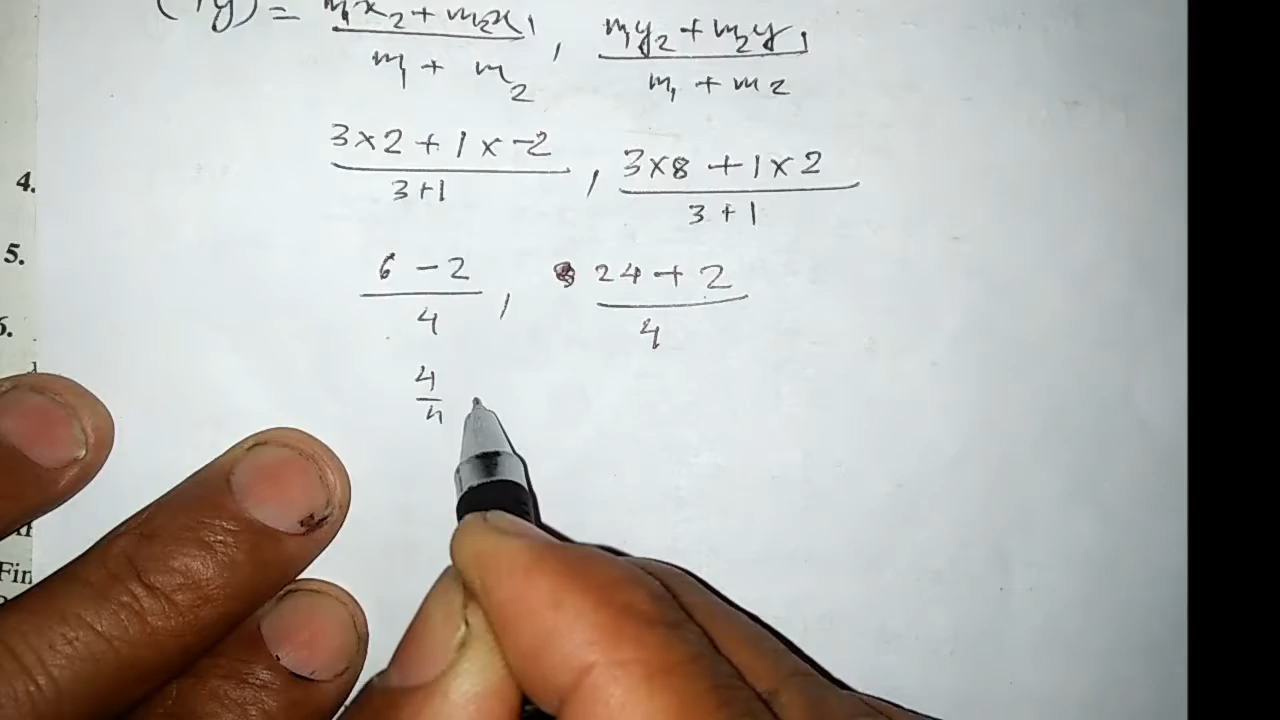 (x, y) = m₁x₂ + m₂x₁ / m₁ + m₂ , m₁y₂ + m₂y₁ / m₁ + m₂
3×2 + 1×-2 / 3+1 , 3×8 + 1×2 / 3+1
6 - 2 / 4 , 24 + 2 / 4
4/4
4.
5.
Fin